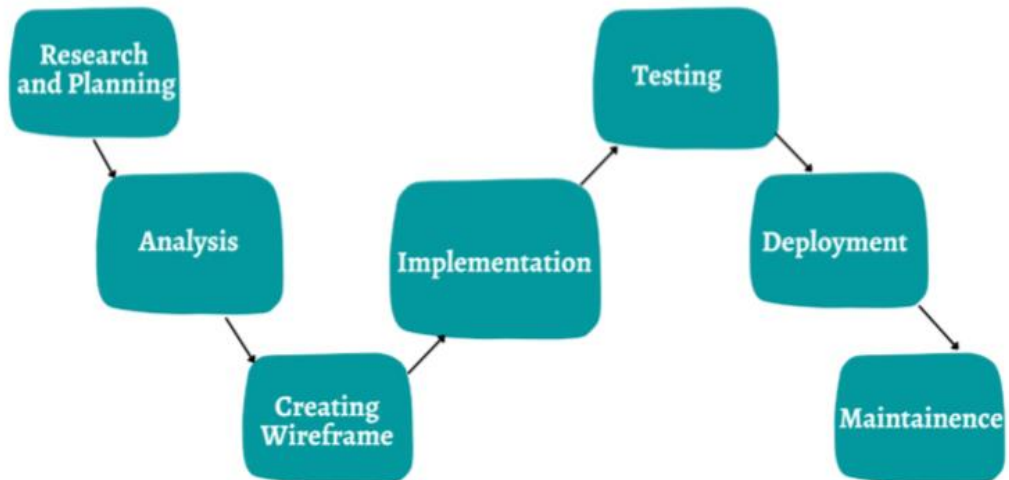 Research
and Planning
Analysis
Creating
Wireframe
Implementation
Testing
Deployment
Maintainence